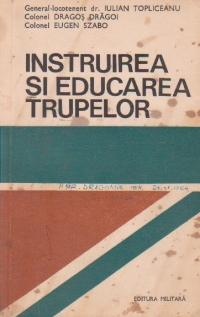 General-locotenent dr. IULIAN TOPLICEANU
Colonel DRAGOȘ DRĂGOI
Colonel EUGEN SZABO
INSTRUIREA
ȘI EDUCAREA
TRUPELOR
EDITURA MILITARĂ